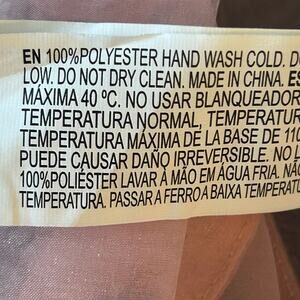 EN 100%POLYESTER HAND WASH COLD. D
LOW. DO NOT DRY CLEAN. MADE IN CHINA. ES
MÁXIMA 40 ºC. NO USAR BLANQUEADOR
TEMPERATURA NORMAL, TEMPERATUR
TEMPERATURA MÁXIMA DE LA BASE DE 11
PUEDE CAUSAR DAÑO IRREVERSIBLE. NO L
100%POLIÉSTER LAVAR À MÃO EM ÁGUA FRIA. NÃO
TEMPERATURA. PASSAR A FERRO A BAIXA TEMPERAT